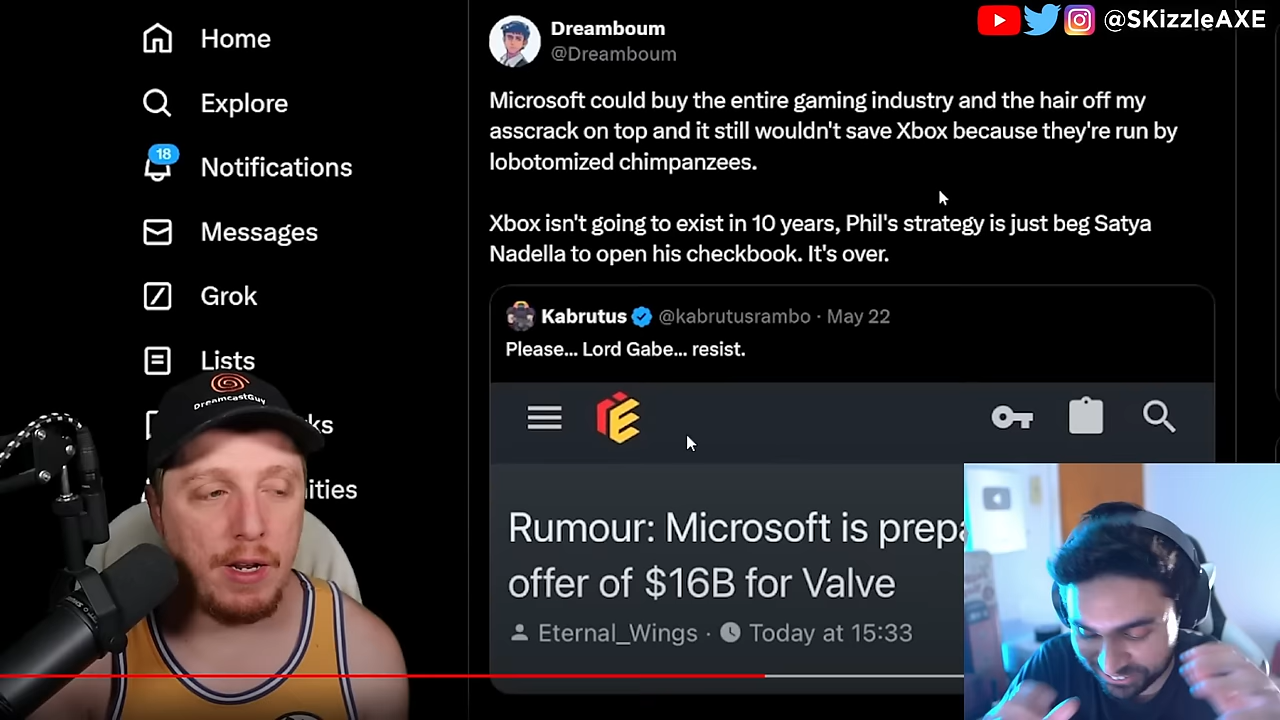 @SKizzleAXE
Home
Explore
18
Notifications
Messages
Grok
Lists
Dreamboum
@Dreamboum
Microsoft could buy the entire gaming industry and the hair off my
asscrack on top and it still wouldn't save Xbox because they're run by
lobotomized chimpanzees.
Xbox isn't going to exist in 10 years, Phil's strategy is just beg Satya
Nadella to open his checkbook. It's over.
Kabrutus @kabrutusrambo · May 22
Please... Lord Gabe... resist.
Rumour: Microsoft is prepa
offer of $16B for Valve
Eternal_Wings · Today at 15:33
DreamcastGuy